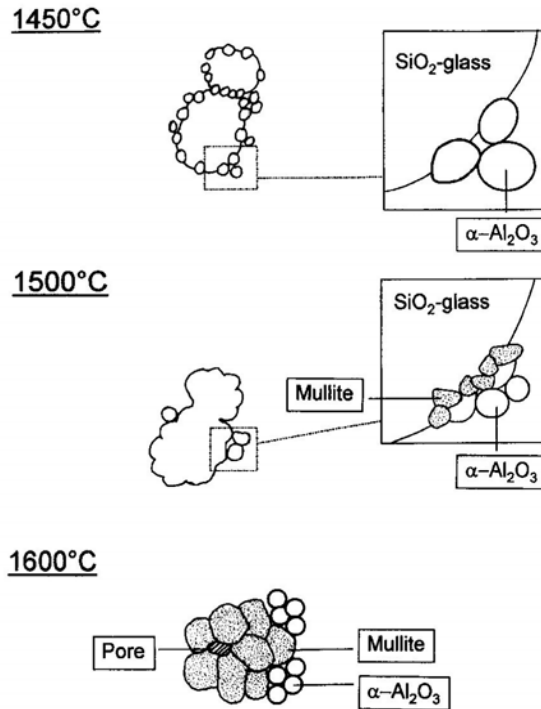 1450°C
SiO₂-glass
α–Al₂O₃
1500°C
SiO₂-glass
Mullite
α–Al₂O₃
1600°C
Pore
Mullite
α–Al₂O₃